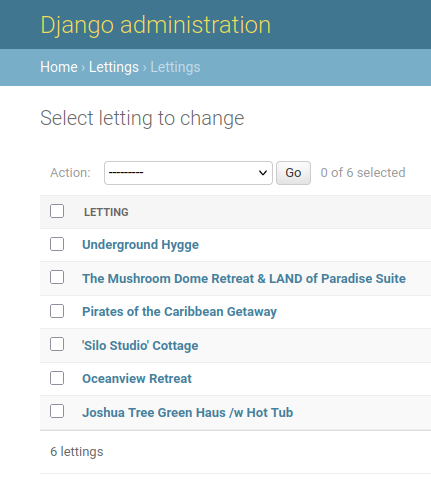 Django administration
Home › Lettings › Lettings
Select letting to change
Action: --------- Go 0 of 6 selected
LETTING
Underground Hygge
The Mushroom Dome Retreat & LAND of Paradise Suite
Pirates of the Caribbean Getaway
'Silo Studio' Cottage
Oceanview Retreat
Joshua Tree Green Haus /w Hot Tub
6 lettings